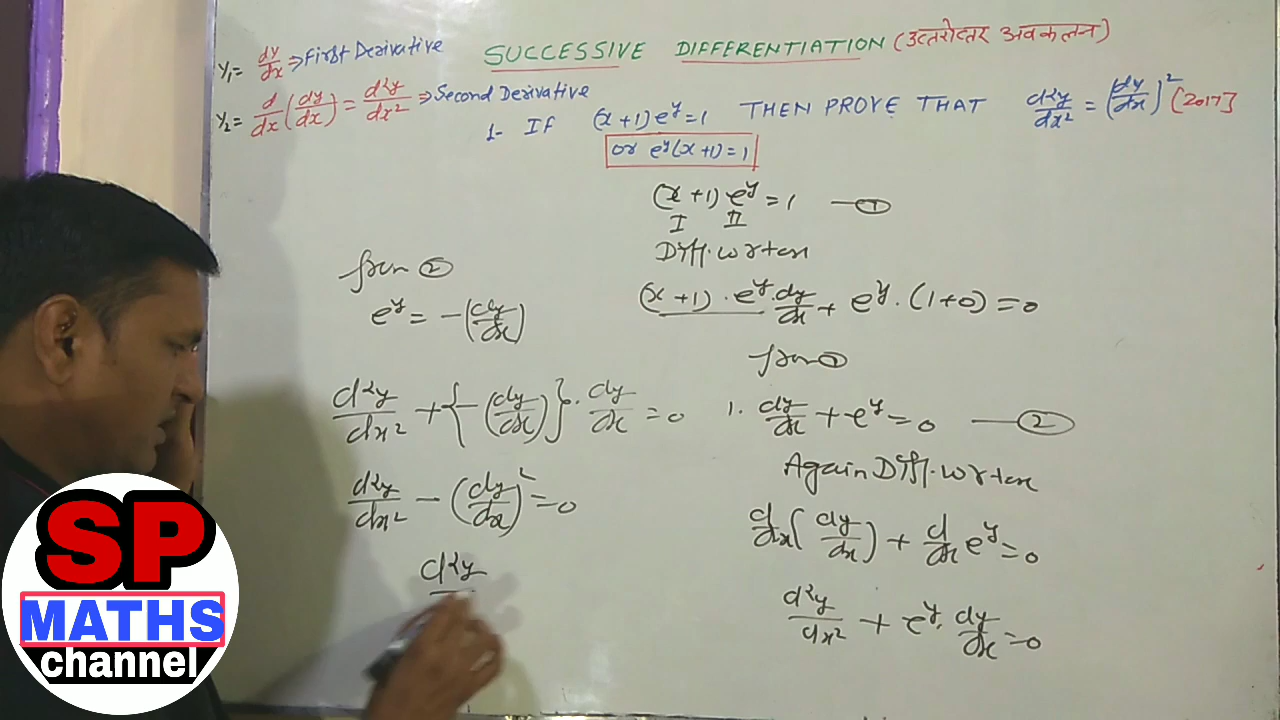 SUCCESSIVE DIFFERENTIATION (उत्तरोत्तर अवकलन)
y₁ = dy/dx ⇒ First Derivative
y₂ = d/dx (dy/dx) = d²y/dx² ⇒ Second Derivative
1- If (x+1)eʸ = 1 THEN PROVE THAT d²y/dx² = (dy/dx)² [2017]
or eʸ(x+1) = 1
(x+1) eʸ = 1 —①
I II
Diff. w r to x
(x+1) · eʸ · dy/dx + eʸ · (1+0) = 0
from ①
1. dy/dx + eʸ = 0 —②
Again Diff. w r to x
d/dx (dy/dx) + d/dx eʸ = 0
d²y/dx² + eʸ · dy/dx = 0
from ②
eʸ = -(dy/dx)
d²y/dx² + {-(dy/dx)} · dy/dx = 0
d²y/dx² - (dy/dx)² = 0
d²y
SP
MATHS
channel